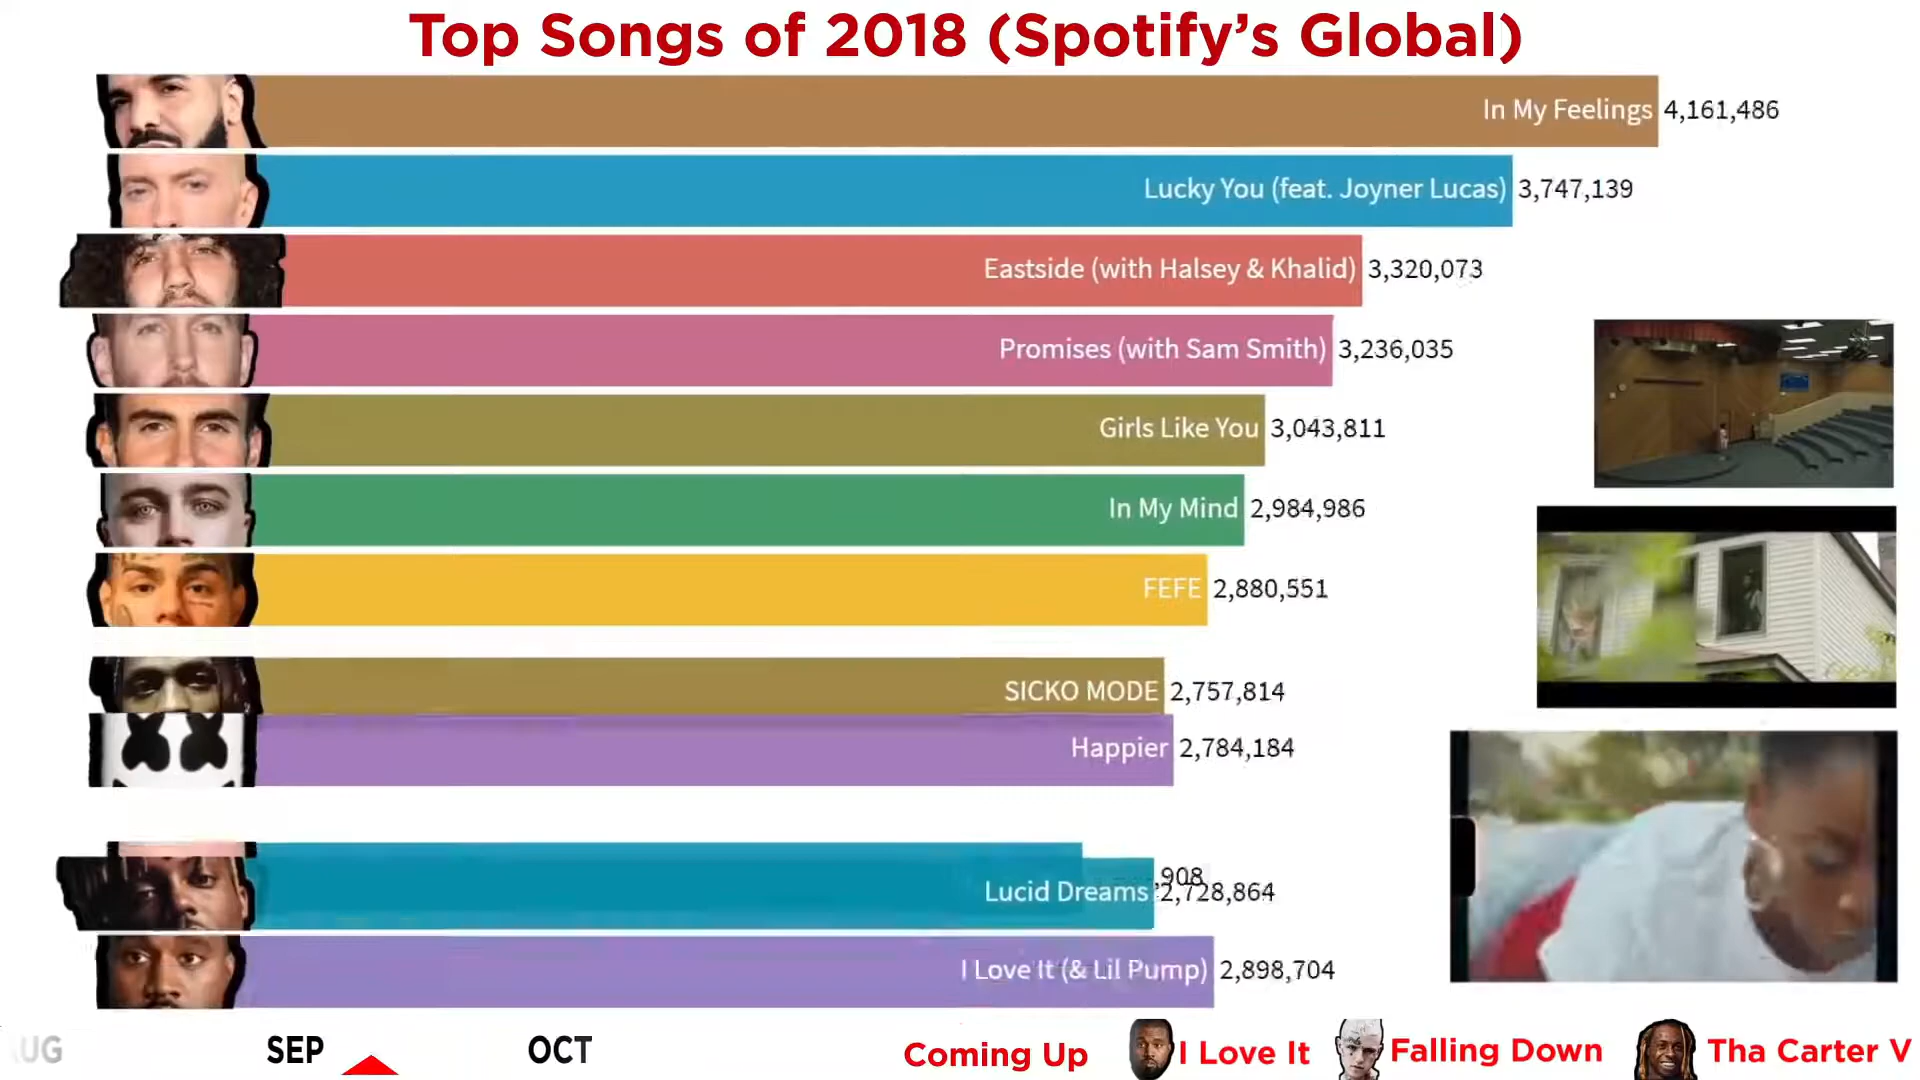 Top Songs of 2018 (Spotify’s Global)
In My Feelings 4,161,486
Lucky You (feat. Joyner Lucas) 3,747,139
Eastside (with Halsey & Khalid) 3,320,073
Promises (with Sam Smith) 3,236,035
Girls Like You 3,043,811
In My Mind 2,984,986
FEFE 2,880,551
SICKO MODE 2,757,814
Happier 2,784,184
,908
Lucid Dreams 2,728,864
I Love It (& Lil Pump) 2,898,704
UG SEP OCT Coming Up I Love It Falling Down Tha Carter V